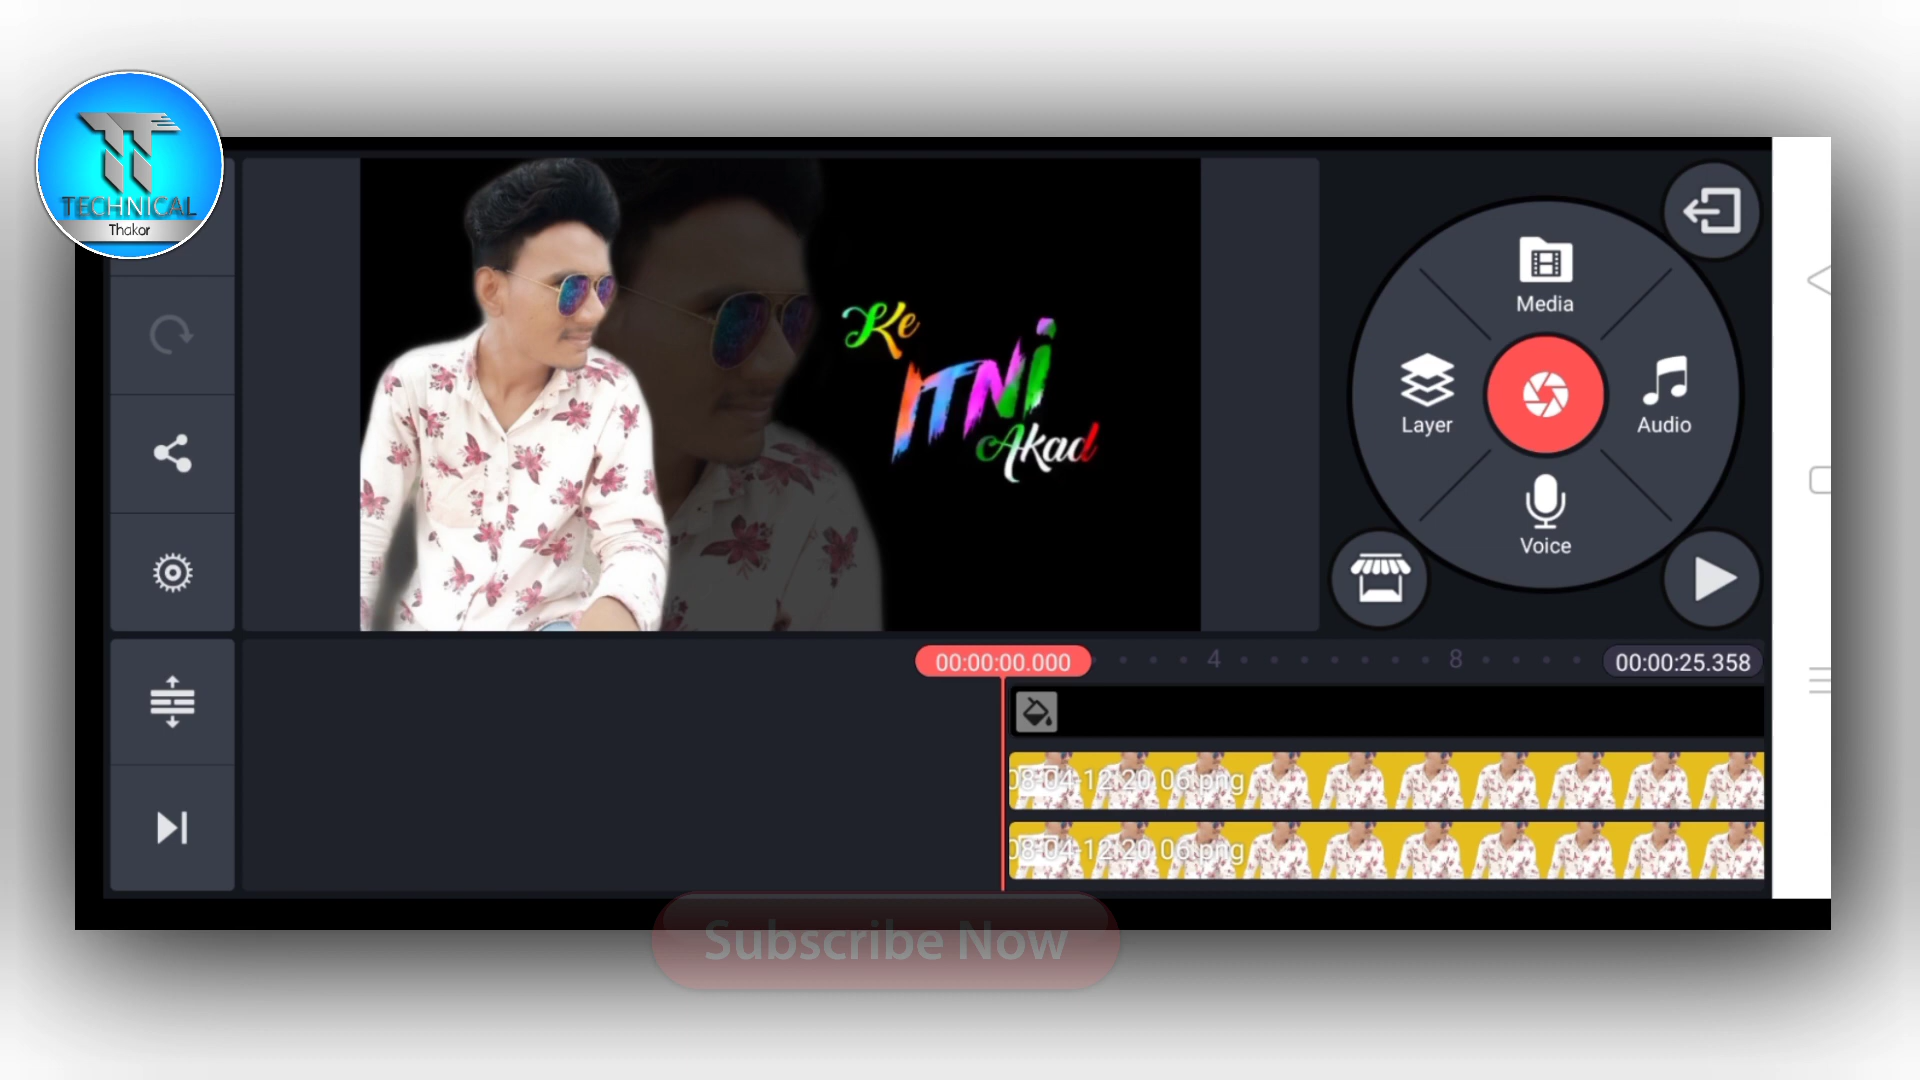 TECHNICAL
Thakor
Ke
ITNI
Akad
Media
Layer
Audio
Voice
00:00:00.000
4
8
00:00:25.358
08-04-12.20.06.png
08-04-12.20.06.png
Subscribe Now